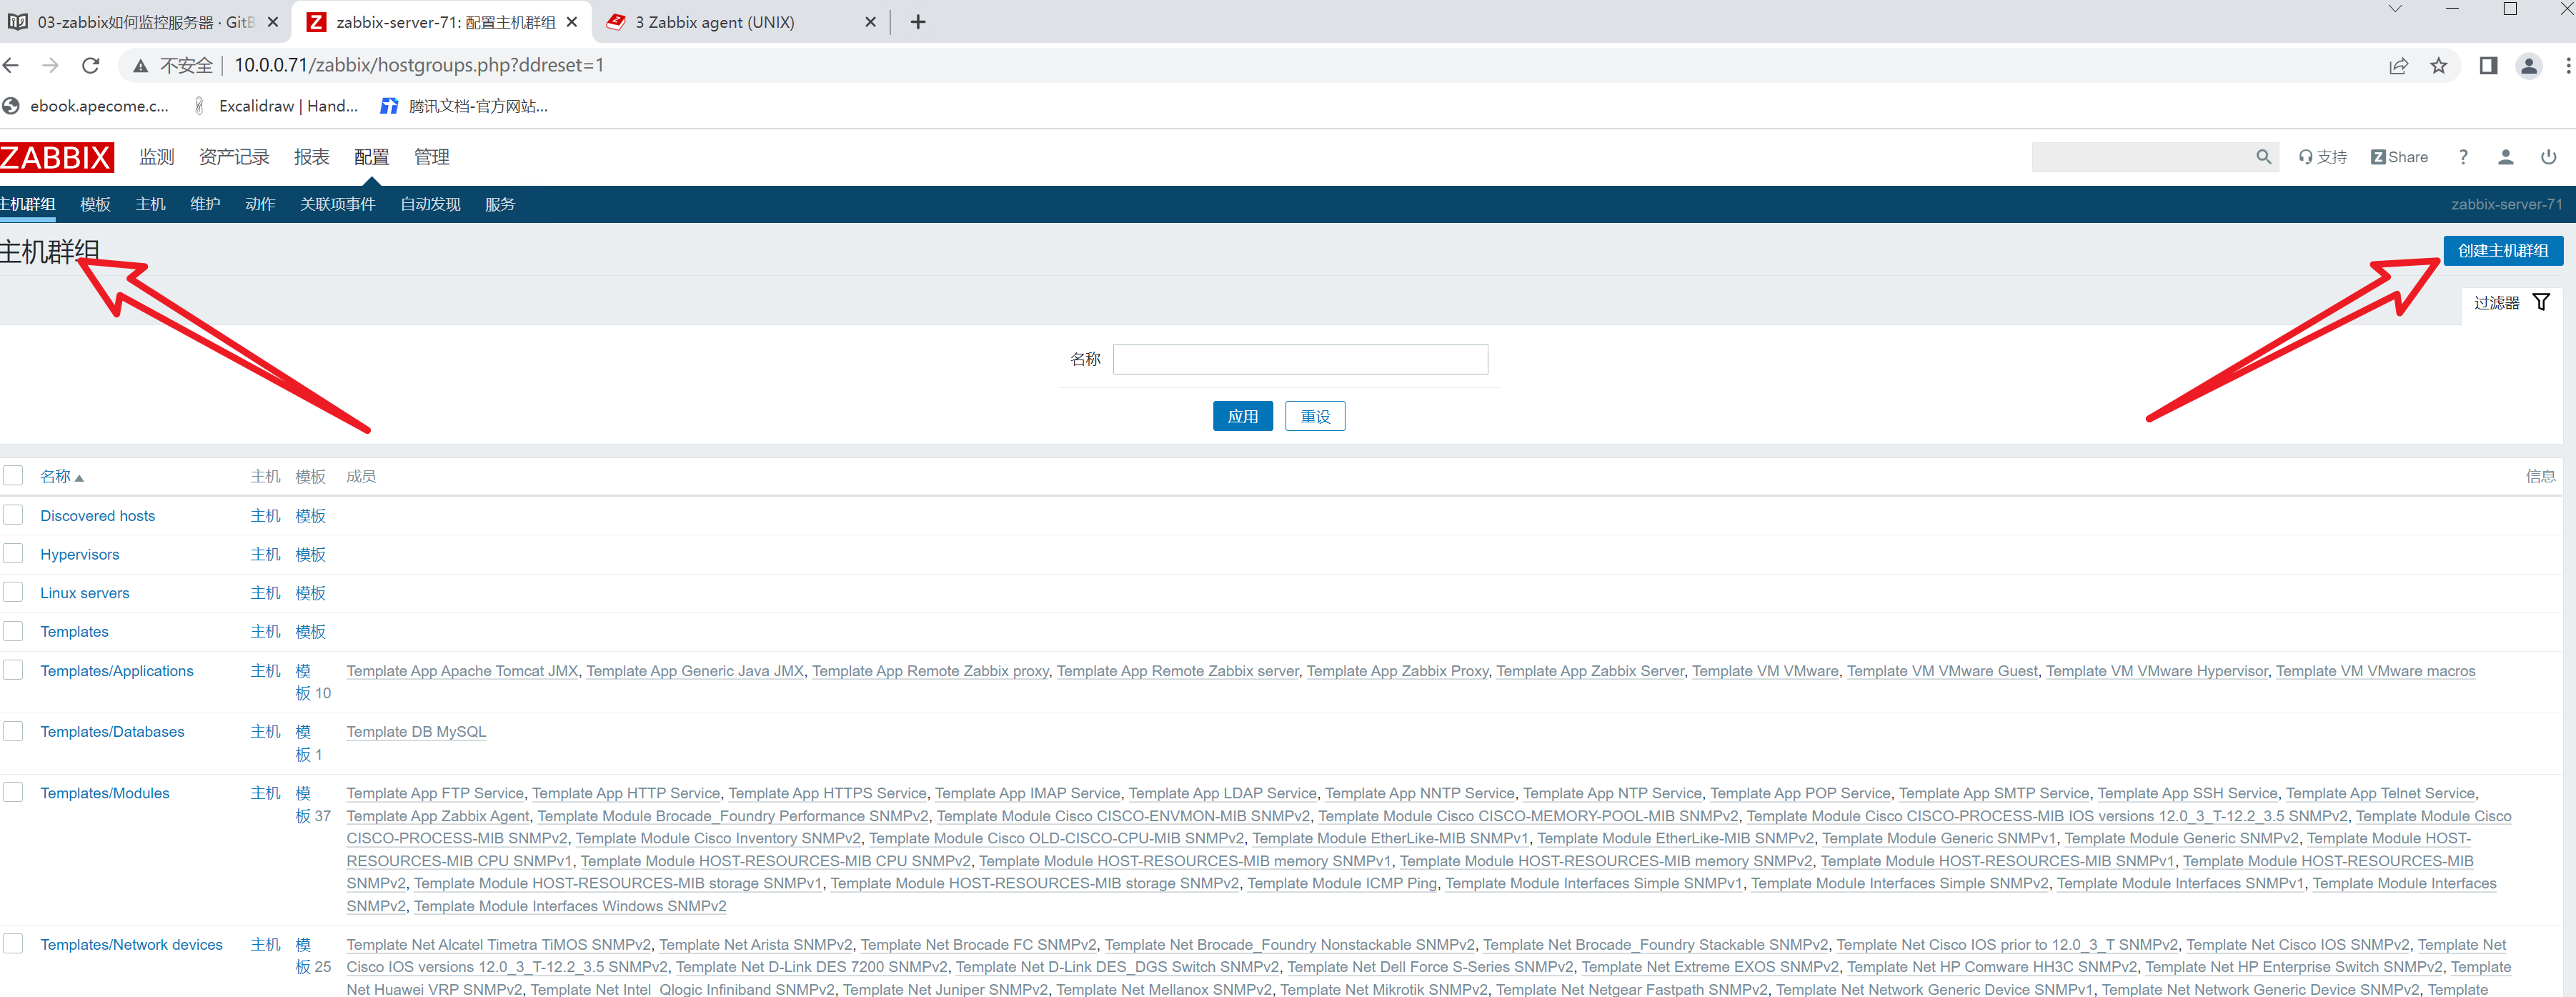 03-zabbix如何监控服务器 · GitB
zabbix-server-71: 配置主机群组
3 Zabbix agent (UNIX)
不安全 | 10.0.0.71/zabbix/hostgroups.php?ddreset=1
ebook.apecome.c...
Excalidraw | Hand...
腾讯文档-官方网站...
ZABBIX 监测 资产记录 报表 配置 管理 支持 Z Share ?
主机群组 模板 主机 维护 动作 关联项事件 自动发现 服务 zabbix-server-71
主机群组 创建主机群组
过滤器
名称
应用 重设
名称 主机 模板 成员 信息
Discovered hosts 主机 模板
Hypervisors 主机 模板
Linux servers 主机 模板
Templates 主机 模板
Templates/Applications 主机 模 Template App Apache Tomcat JMX, Template App Generic Java JMX, Template App Remote Zabbix proxy, Template App Remote Zabbix server, Template App Zabbix Proxy, Template App Zabbix Server, Template VM VMware, Template VM VMware Guest, Template VM VMware Hypervisor, Template VM VMware macros
板 10
Templates/Databases 主机 模 Template DB MySQL
板 1
Templates/Modules 主机 模 Template App FTP Service, Template App HTTP Service, Template App HTTPS Service, Template App IMAP Service, Template App LDAP Service, Template App NNTP Service, Template App NTP Service, Template App POP Service, Template App SMTP Service, Template App SSH Service, Template App Telnet Service,
板 37 Template App Zabbix Agent, Template Module Brocade_Foundry Performance SNMPv2, Template Module Cisco CISCO-ENVMON-MIB SNMPv2, Template Module Cisco CISCO-MEMORY-POOL-MIB SNMPv2, Template Module Cisco CISCO-PROCESS-MIB IOS versions 12.0_3_T-12.2_3.5 SNMPv2, Template Module Cisco
CISCO-PROCESS-MIB SNMPv2, Template Module Cisco Inventory SNMPv2, Template Module Cisco OLD-CISCO-CPU-MIB SNMPv2, Template Module EtherLike-MIB SNMPv1, Template Module EtherLike-MIB SNMPv2, Template Module Generic SNMPv1, Template Module Generic SNMPv2, Template Module HOST-
RESOURCES-MIB CPU SNMPv1, Template Module HOST-RESOURCES-MIB CPU SNMPv2, Template Module HOST-RESOURCES-MIB memory SNMPv1, Template Module HOST-RESOURCES-MIB memory SNMPv2, Template Module HOST-RESOURCES-MIB SNMPv1, Template Module HOST-RESOURCES-MIB
SNMPv2, Template Module HOST-RESOURCES-MIB storage SNMPv1, Template Module HOST-RESOURCES-MIB storage SNMPv2, Template Module ICMP Ping, Template Module Interfaces Simple SNMPv1, Template Module Interfaces Simple SNMPv2, Template Module Interfaces SNMPv1, Template Module Interfaces
SNMPv2, Template Module Interfaces Windows SNMPv2
Templates/Network devices 主机 模 Template Net Alcatel Timetra TiMOS SNMPv2, Template Net Arista SNMPv2, Template Net Brocade FC SNMPv2, Template Net Brocade_Foundry Nonstackable SNMPv2, Template Net Brocade_Foundry Stackable SNMPv2, Template Net Cisco IOS prior to 12.0_3_T SNMPv2, Template Net Cisco IOS SNMPv2, Template Net
板 25 Cisco IOS versions 12.0_3_T-12.2_3.5 SNMPv2, Template Net D-Link DES 7200 SNMPv2, Template Net D-Link DES_DGS Switch SNMPv2, Template Net Dell Force S-Series SNMPv2, Template Net Extreme EXOS SNMPv2, Template Net HP Comware HH3C SNMPv2, Template Net HP Enterprise Switch SNMPv2, Template
Net Huawei VRP SNMPv2, Template Net Intel_Qlogic Infiniband SNMPv2, Template Net Juniper SNMPv2, Template Net Mellanox SNMPv2, Template Net Mikrotik SNMPv2, Template Net Netgear Fastpath SNMPv2, Template Net Network Generic Device SNMPv1, Template Net Network Generic Device SNMPv2, Template